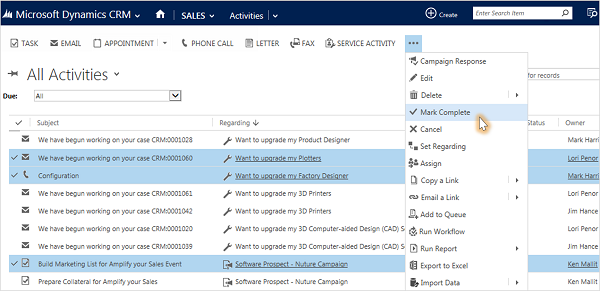 Microsoft Dynamics CRM SALES Activities Create Enter Search Item
TASK EMAIL APPOINTMENT PHONE CALL LETTER FAX SERVICE ACTIVITY
Campaign Response
All Activities
for records
Edit
Due: All
Delete
Mark Complete
Subject Regarding Status Owner
Cancel
We have begun working on your case CRM:0001028 Want to upgrade my Product Designer Mark Harri
Set Regarding
We have begun working on your case CRM:0001060 Want to upgrade my Plotters Lori Penor
Assign
Configuration Want to upgrade my Factory Designer Mark Harri
Copy a Link
We have begun working on your case CRM:0001061 Want to upgrade my 3D Printers Lori Penor
Email a Link
We have begun working on your case CRM:0001042 Want to upgrade my 3D Printers Jim Hance
Add to Queue
We have begun working on your case CRM:0001020 Want to upgrade my 3D Computer-aided Design (CAD) S Lori Penor
Run Workflow
We have begun working on your case CRM:0001039 Want to upgrade my 3D Computer-aided Design (CAD) S Jim Hance
Run Report
Build Marketing List for Amplify your Sales Event Software Prospect - Nuture Campaign Ken Mallit
Export to Excel
Prepare Collateral for Amplify your Sales Software Prospect - Nuture Campaign Ken Mallit
Import Data